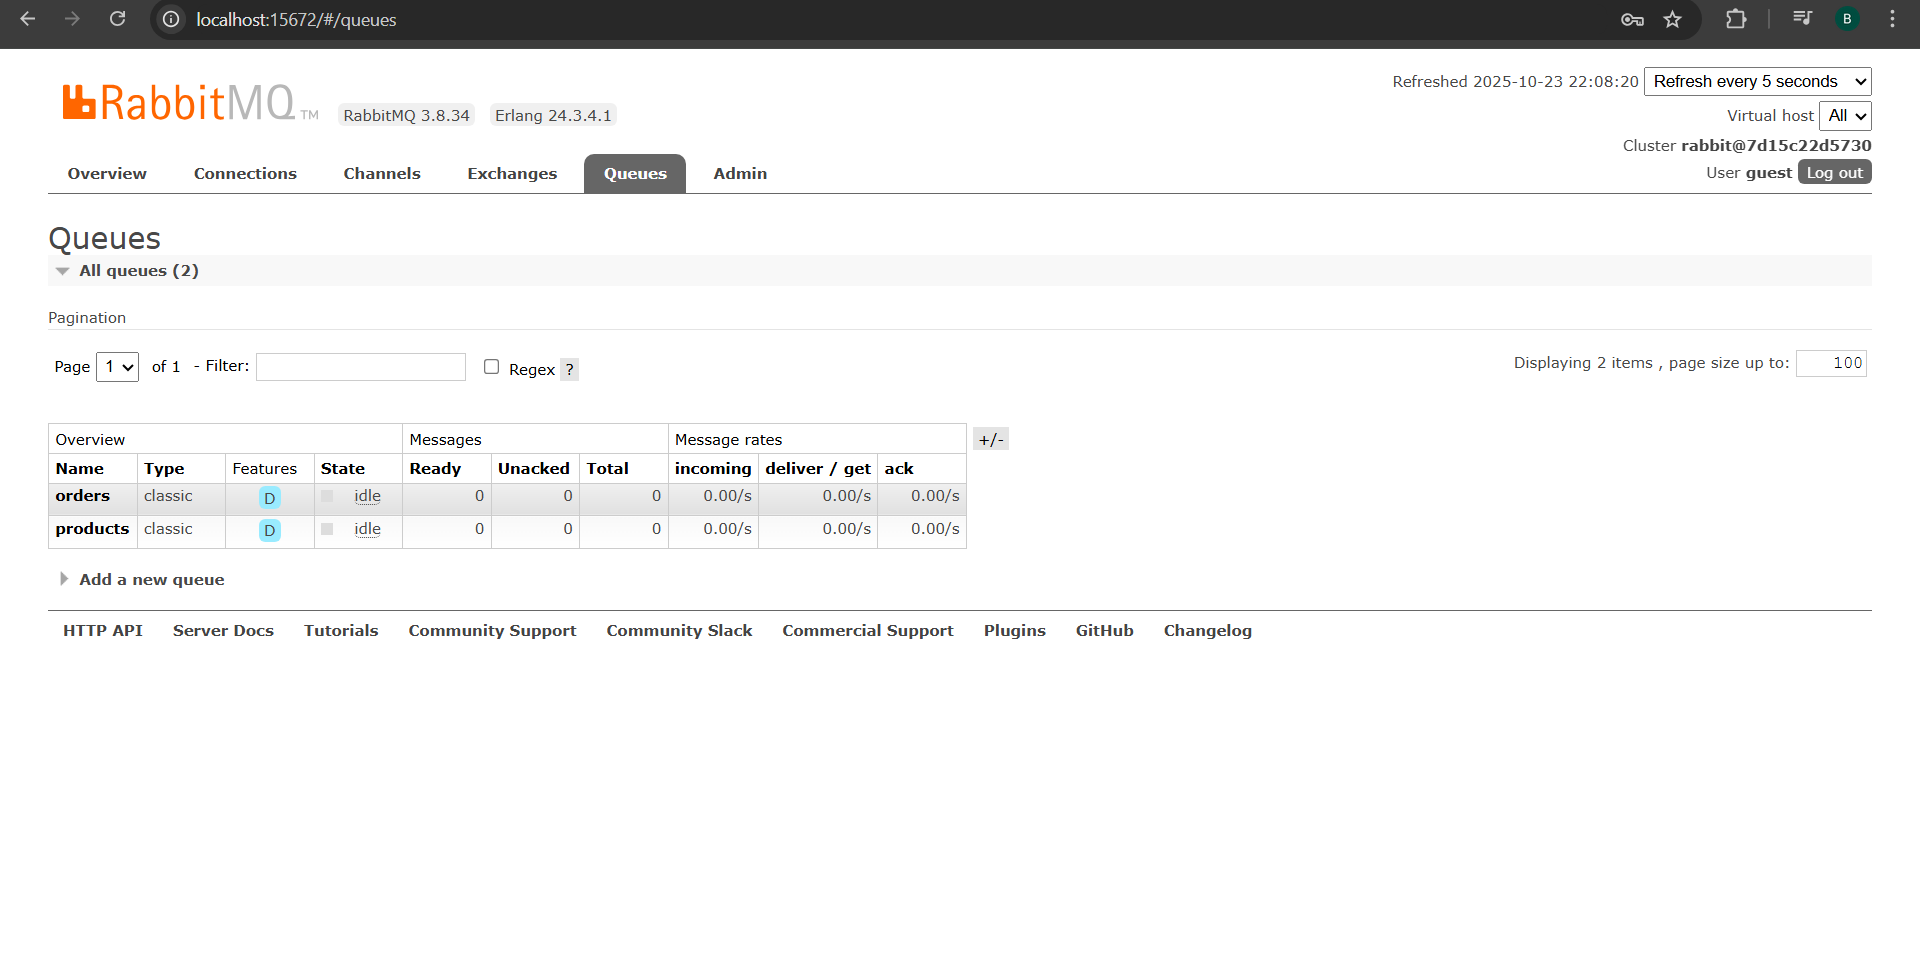 localhost:15672/#/queues
B
RabbitMQ TM
RabbitMQ 3.8.34 Erlang 24.3.4.1
Refreshed 2025-10-23 22:08:20 Refresh every 5 seconds
Virtual host All
Cluster rabbit@7d15c22d5730
User guest Log out
Overview Connections Channels Exchanges Queues Admin
Queues
All queues (2)
Pagination
Page 1 of 1 - Filter: Regex ?
Displaying 2 items , page size up to: 100
Overview Messages Message rates +/-
Name Type Features State Ready Unacked Total incoming deliver / get ack
orders classic D idle 0 0 0 0.00/s 0.00/s 0.00/s
products classic D idle 0 0 0 0.00/s 0.00/s 0.00/s
Add a new queue
HTTP API Server Docs Tutorials Community Support Community Slack Commercial Support Plugins GitHub Changelog